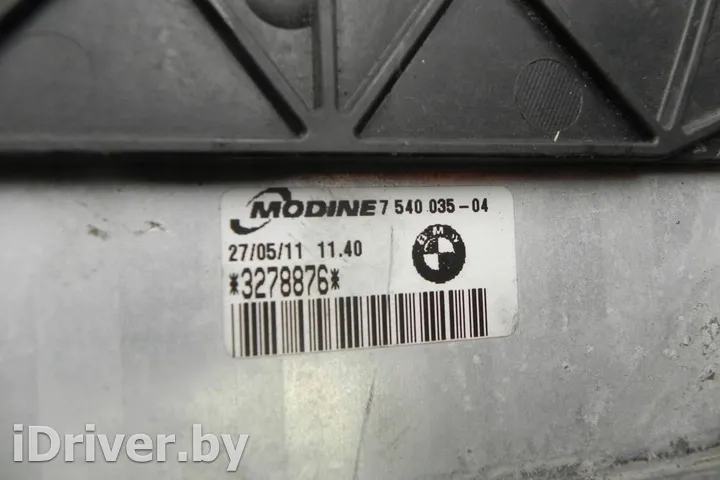 MODINE 7 540 035-04
BMW
27/05/11 11.40
*3278876*
iDriver.by